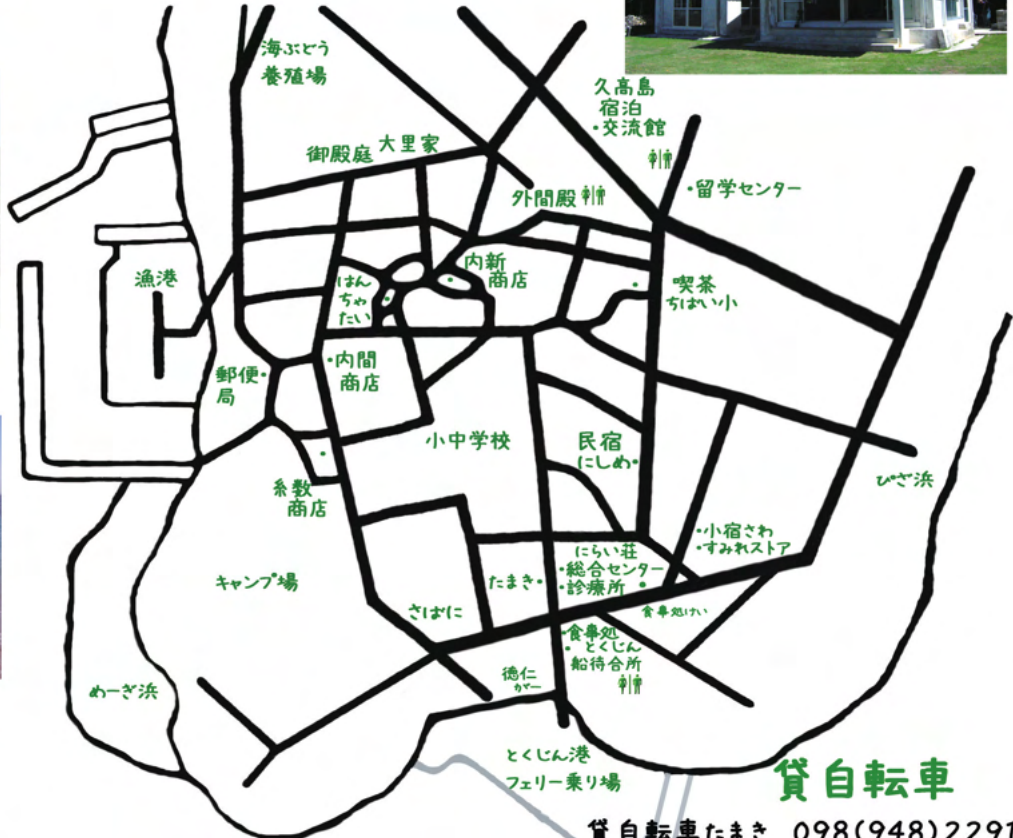 海ぶどう
養殖場
久高島
宿泊
・交流館
御殿庭
大里家
・留学センター
外間殿
漁港
はん
ちゃ
たい
内新
商店
喫茶
ちはい小
郵便
局
・内間
商店
小中学校
民宿
にしめ・
ぴざ浜
糸数
商店
・小宿さわ
・すみれストア
キャンプ場
さばに
たまき・
にらい荘
・総合センター
・診療所
食事処けい
・食事処
とくじん
船待合所
徳仁
がー
めーぎ浜
とくじん港
フェリー乗り場
貸自転車
貸自転車たまき 098(948)2291